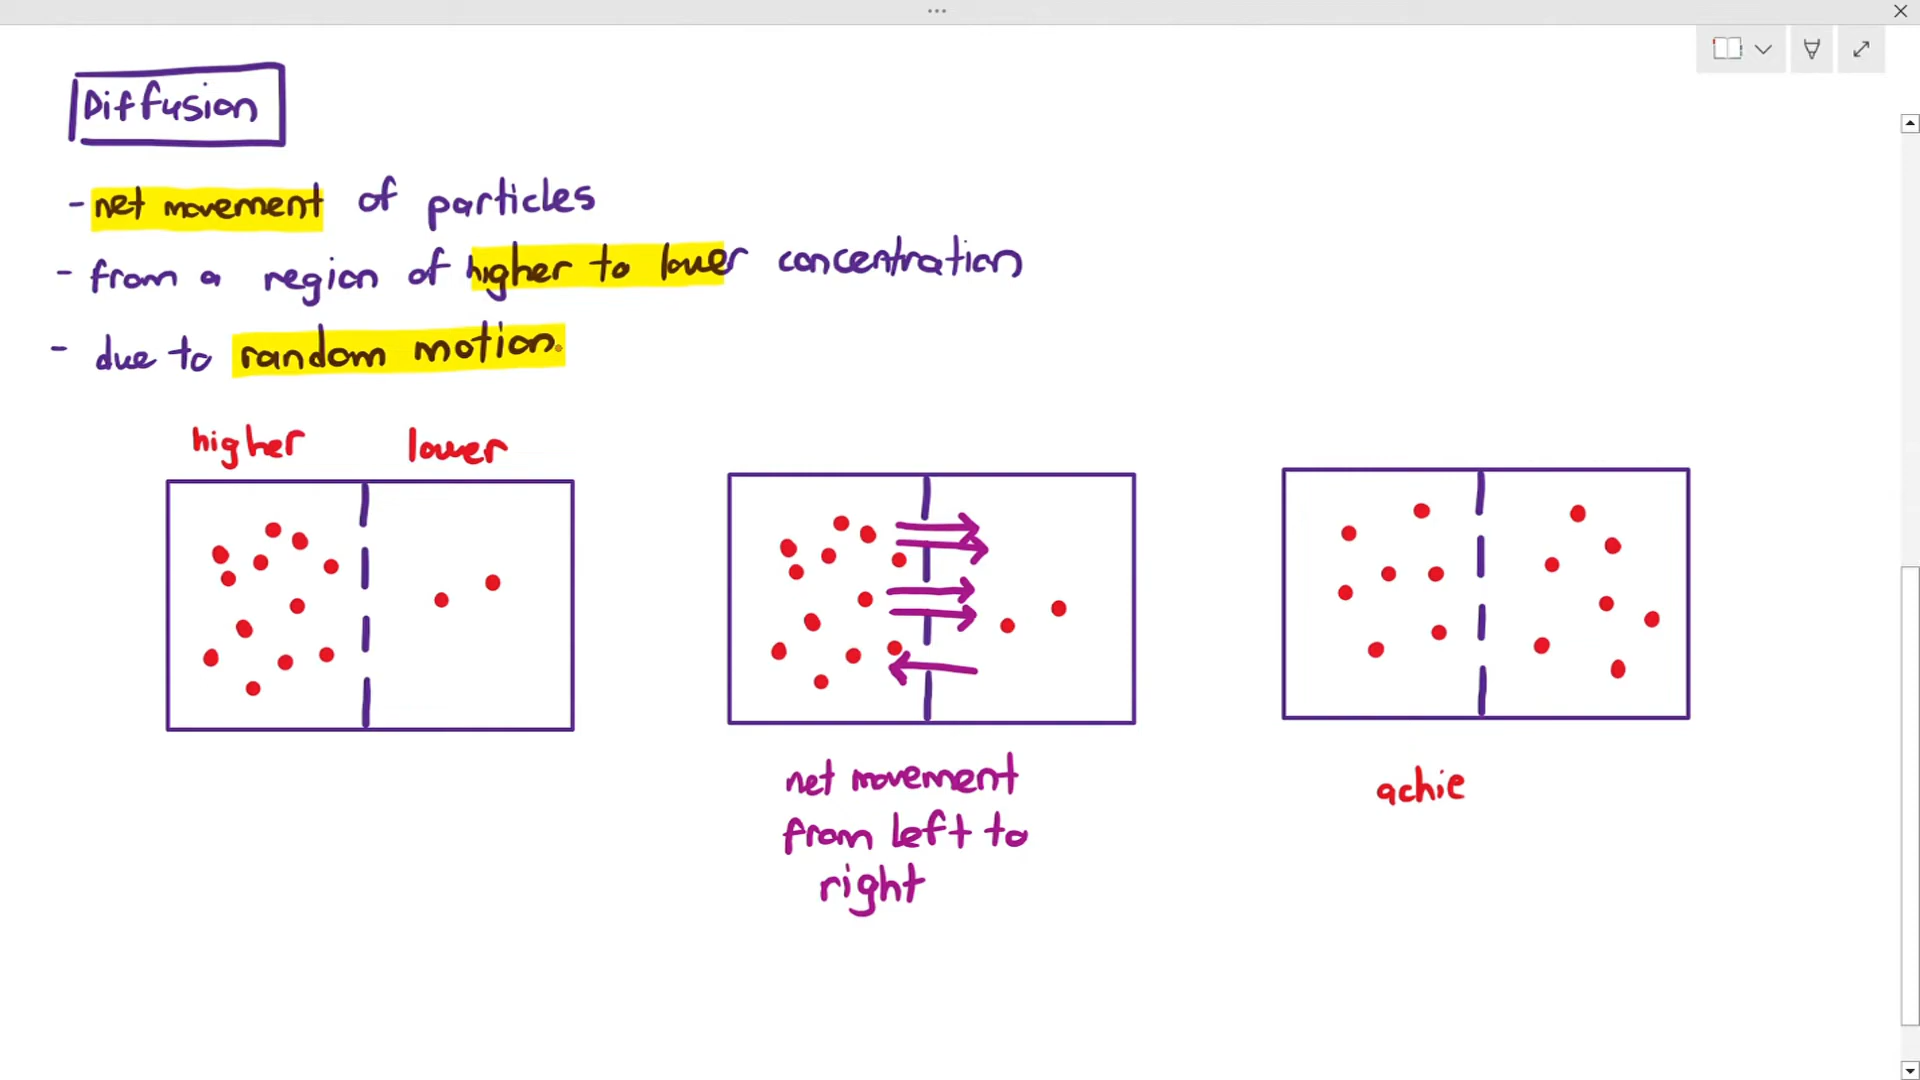 Diffusion
- net movement of particles
- from a region of higher to lower concentration
- due to random motion.
higher lower
net movement
from left to
right
achie